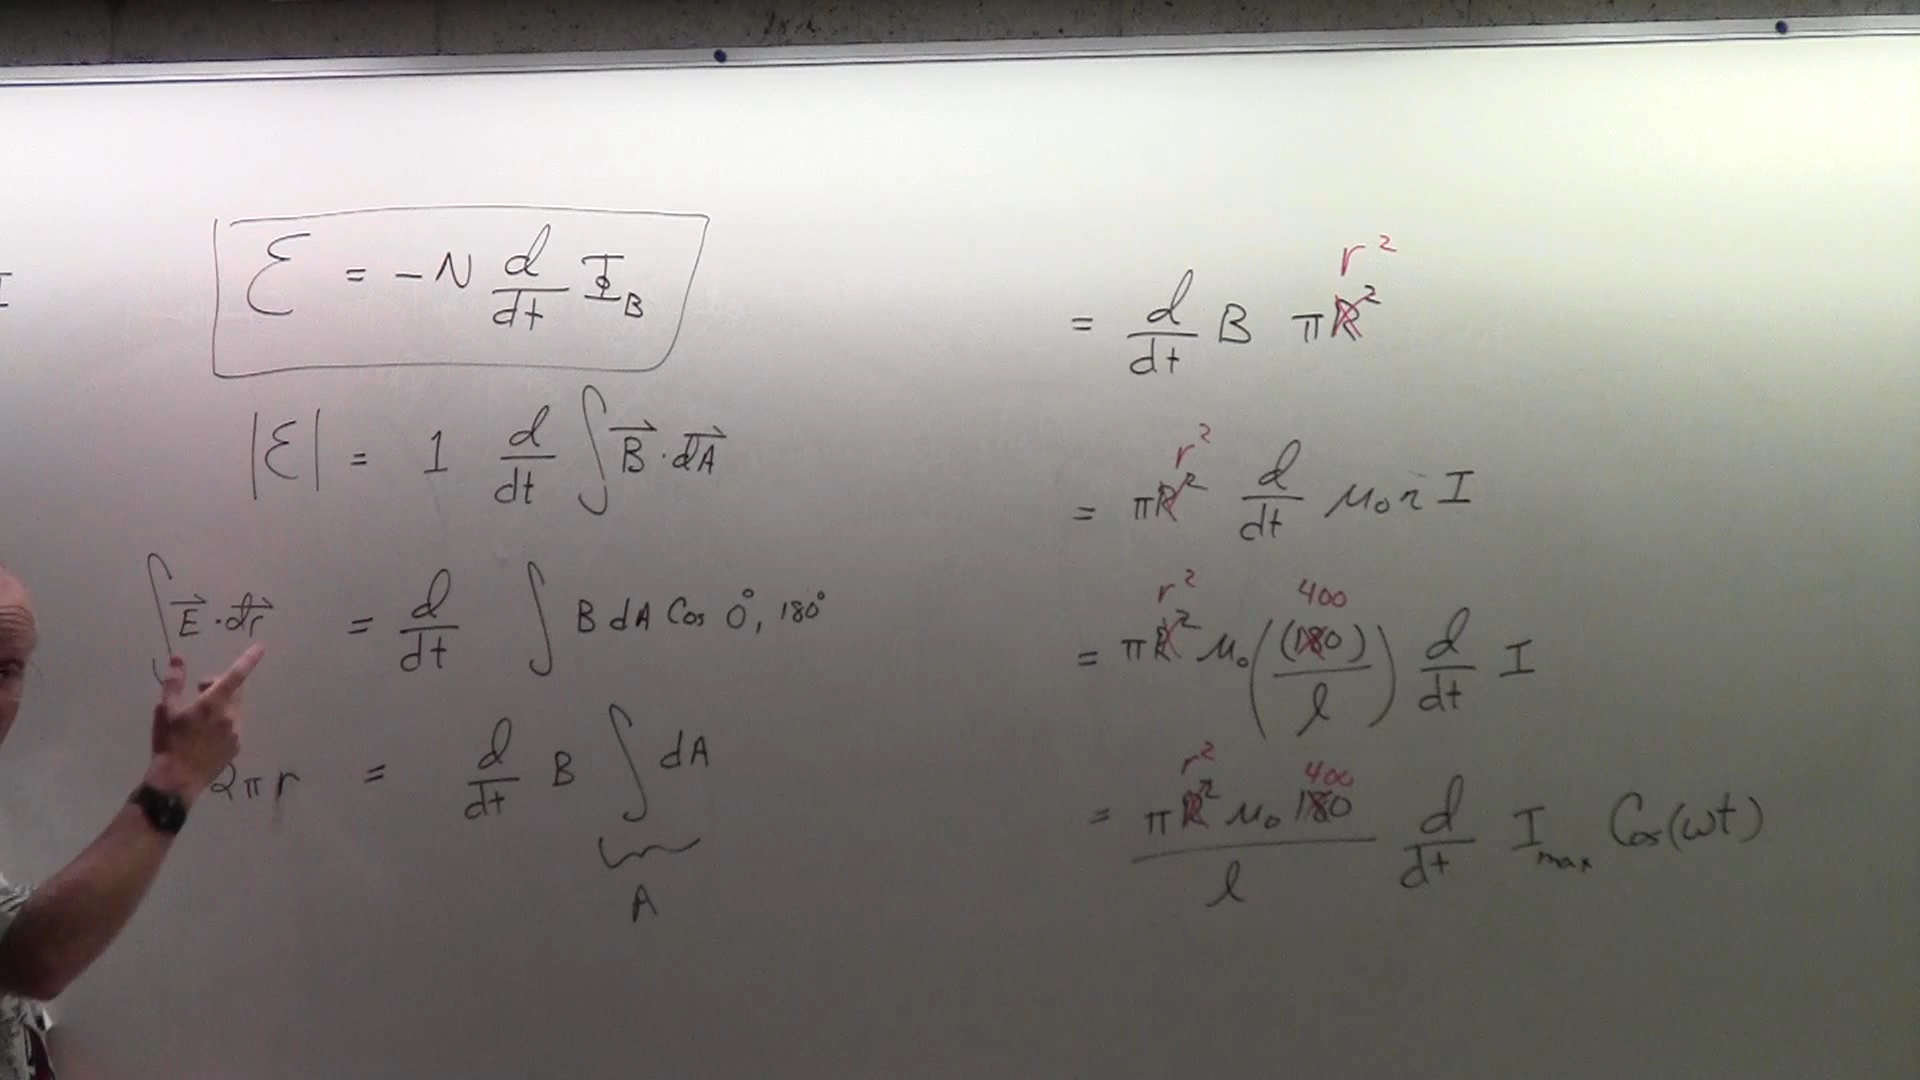 I
ℰ = -N d/dt Φ_B
|ℰ| = 1 d/dt ∫ B⃗ · dA⃗
∫ E⃗ · dr⃗ = d/dt ∫ B dA Cos 0°, 180°
2πr = d/dt B ∫ dA
A
r²
= d/dt B πR²
r²
= πR² d/dt μ₀ n I
r² 400
= πR² μ₀ ((180)/l) d/dt I
r² 400
= πR² μ₀ 180 / l d/dt I_max Cos(ωt)